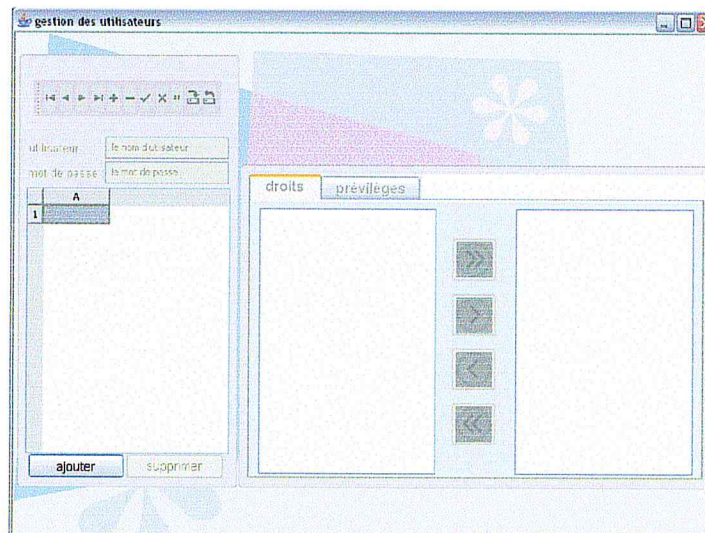 gestion des utilisateurs
utilisateur le nom d'utilisateur
mot de passe le mot de passe
A
1
droits prévilèges
ajouter supprimer